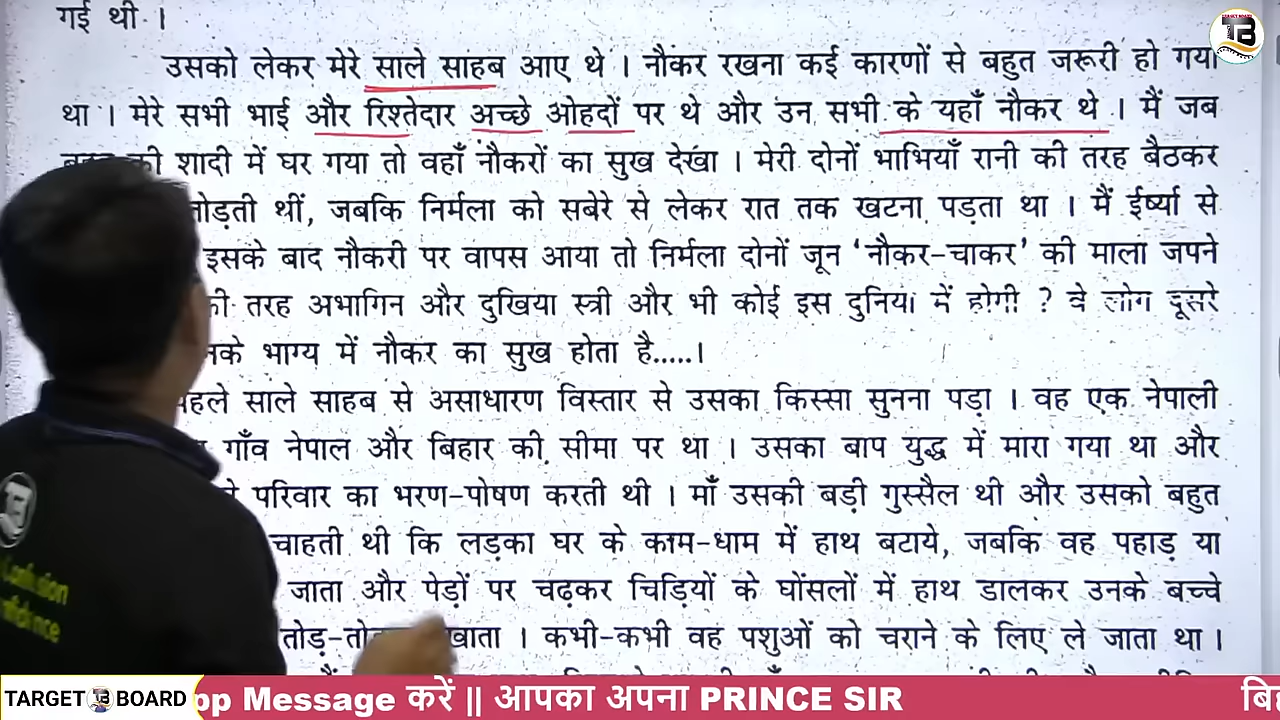 गई थी ।
उसको लेकर मेरे साले साहब आए थे । नौकर रखना कई कारणों से बहुत जरूरी हो गया
था । मेरे सभी भाई और रिश्तेदार अच्छे ओहदों पर थे और उन सभी के यहाँ नौकर थे । मैं जब
की शादी में घर गया तो वहाँ नौकरों का सुख देखा । मेरी दोनों भाभियाँ रानी की तरह बैठकर
तोड़ती थीं, जबकि निर्मला को सबेरे से लेकर रात तक खटना पड़ता था । मैं ईर्ष्या से
इसके बाद नौकरी पर वापस आया तो निर्मला दोनों जून ‘नौकर-चाकर’ की माला जपने
की तरह अभागिन और दुखिया स्त्री और भी कोई इस दुनिया में होगी ? वे लोग दूसरे
भाग्य में नौकर का सुख होता है.....।
पहले साले साहब से असाधारण विस्तार से उसका किस्सा सुनना पड़ा । वह एक नेपाली
गाँव नेपाल और बिहार की सीमा पर था । उसका बाप युद्ध में मारा गया था और
परिवार का भरण-पोषण करती थी । माँ उसकी बड़ी गुस्सैल थी और उसको बहुत
चाहती थी कि लड़का घर के काम-धाम में हाथ बटाये, जबकि वह पहाड़ या
जाता और पेड़ों पर चढ़कर चिड़ियों के घोंसलों में हाथ डालकर उनके बच्चे
खाता । कभी-कभी वह पशुओं को चराने के लिए ले जाता था ।
TARGET BOARD
Message करें || आपका अपना PRINCE SIR
TARGET BOARD
TB